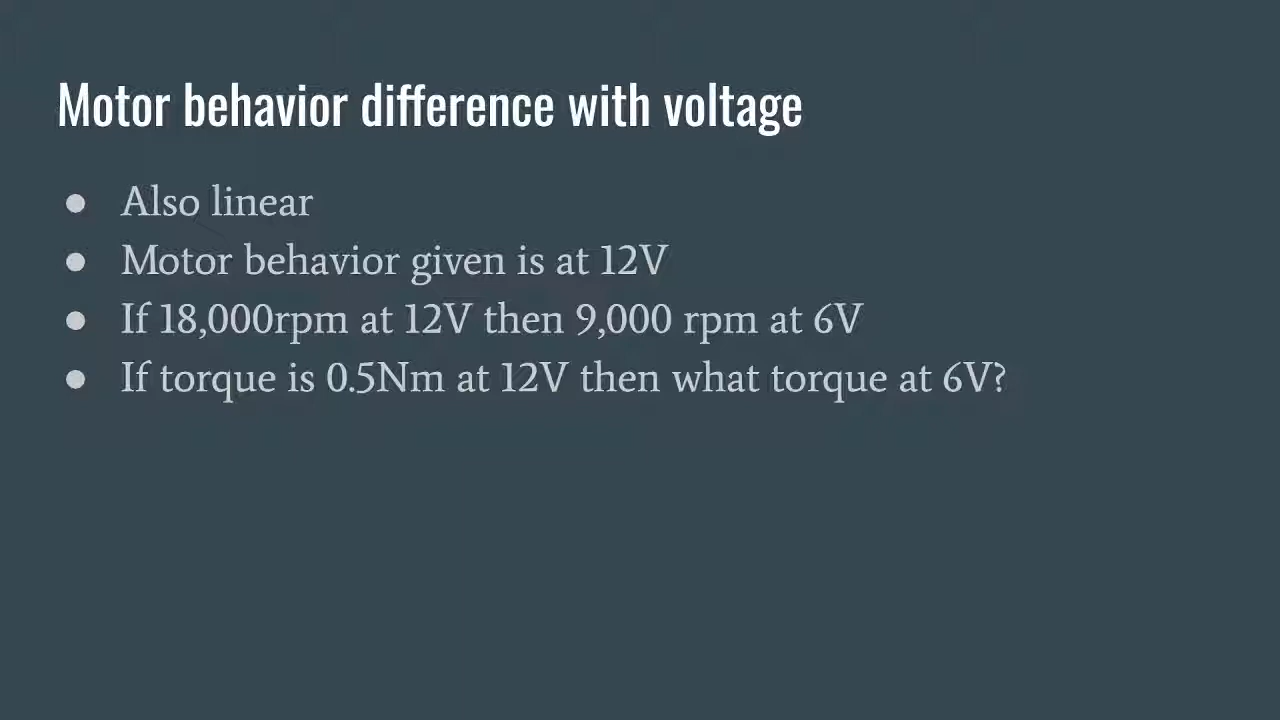 Motor behavior difference with voltage
● Also linear
● Motor behavior given is at 12V
● If 18,000rpm at 12V then 9,000 rpm at 6V
● If torque is 0.5Nm at 12V then what torque at 6V?